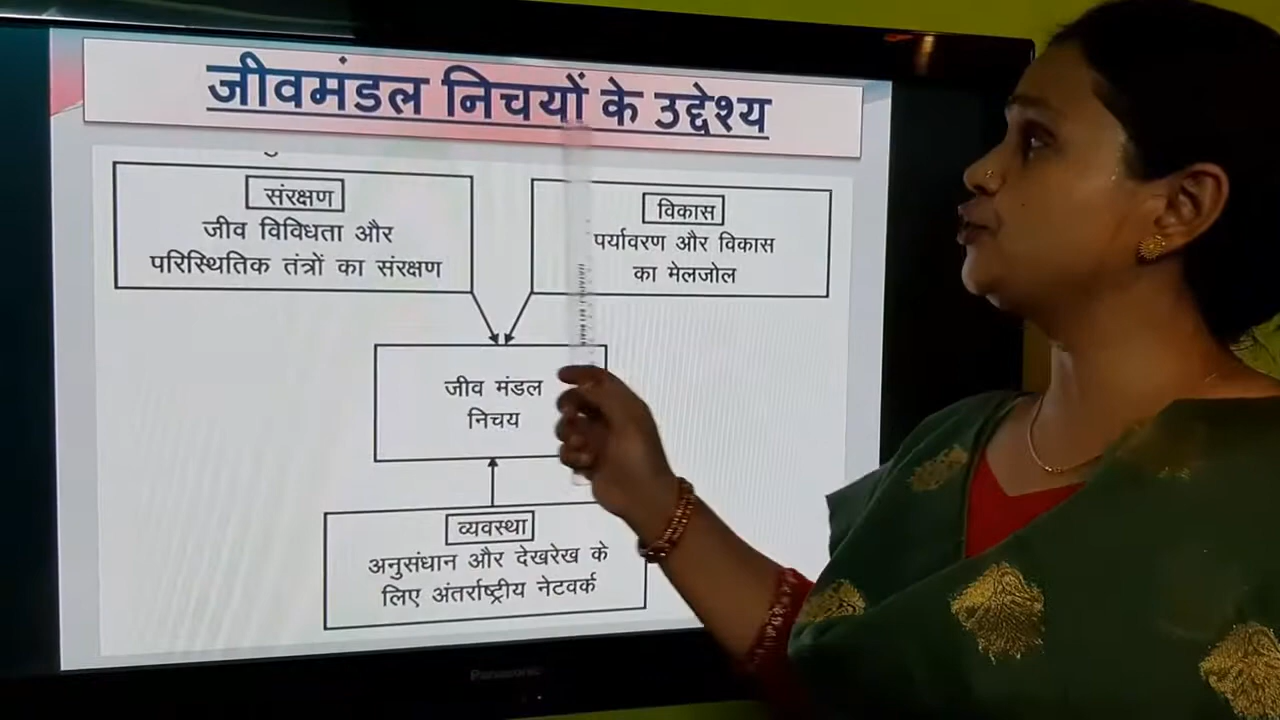 जीवमंडल निचयों के उद्देश्य
संरक्षण
जीव विविधता और
परिस्थितिक तंत्रों का संरक्षण
विकास
पर्यावरण और विकास
का मेलजोल
जीव मंडल
निचय
व्यवस्था
अनुसंधान और देखरेख के
लिए अंतर्राष्ट्रीय नेटवर्क
Panasonic